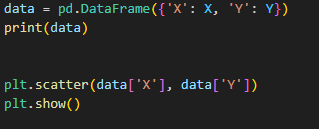 data = pd.DataFrame({'X': X, 'Y': Y})
print(data)
plt.scatter(data['X'], data['Y'])
plt.show()